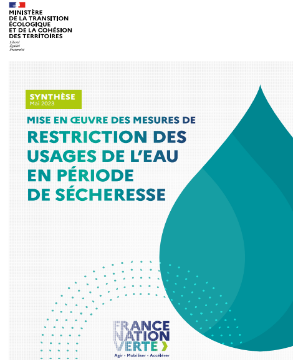 MINISTÈRE
DE LA TRANSITION
ÉCOLOGIQUE
ET DE LA COHÉSION
DES TERRITOIRES
Liberté
Égalité
Fraternité
SYNTHÈSE
MAI 2023
MISE EN ŒUVRE DES MESURES DE
RESTRICTION DES
USAGES DE L'EAU
EN PÉRIODE
DE SÉCHERESSE
FRANCE
NATION
VERTE
Agir • Mobiliser • Accélérer